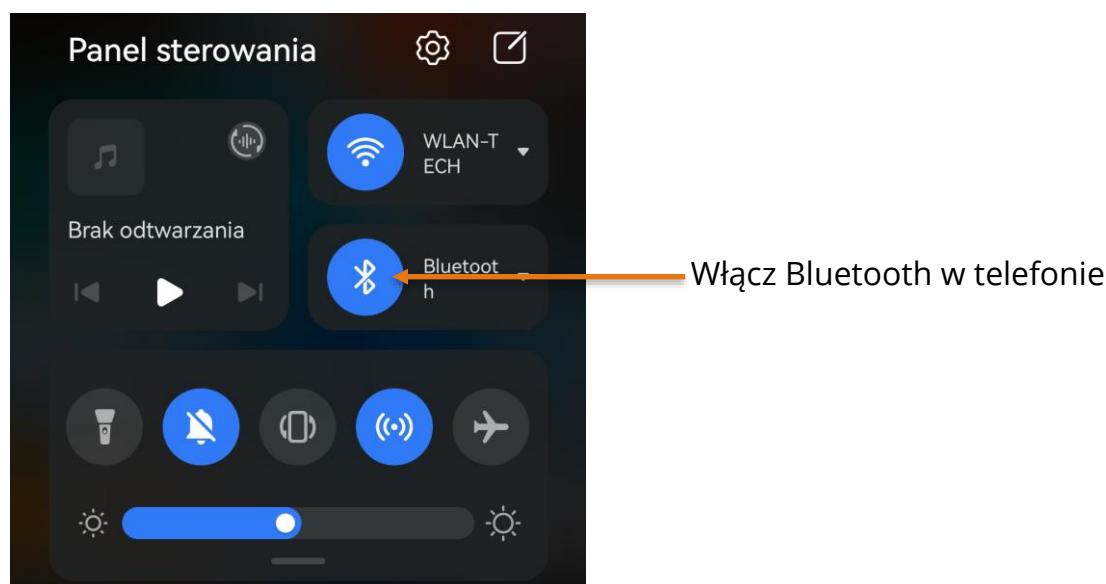 Panel sterowania
WLAN-T
ECH
Brak odtwarzania
Bluetoot
h
Włącz Bluetooth w telefonie